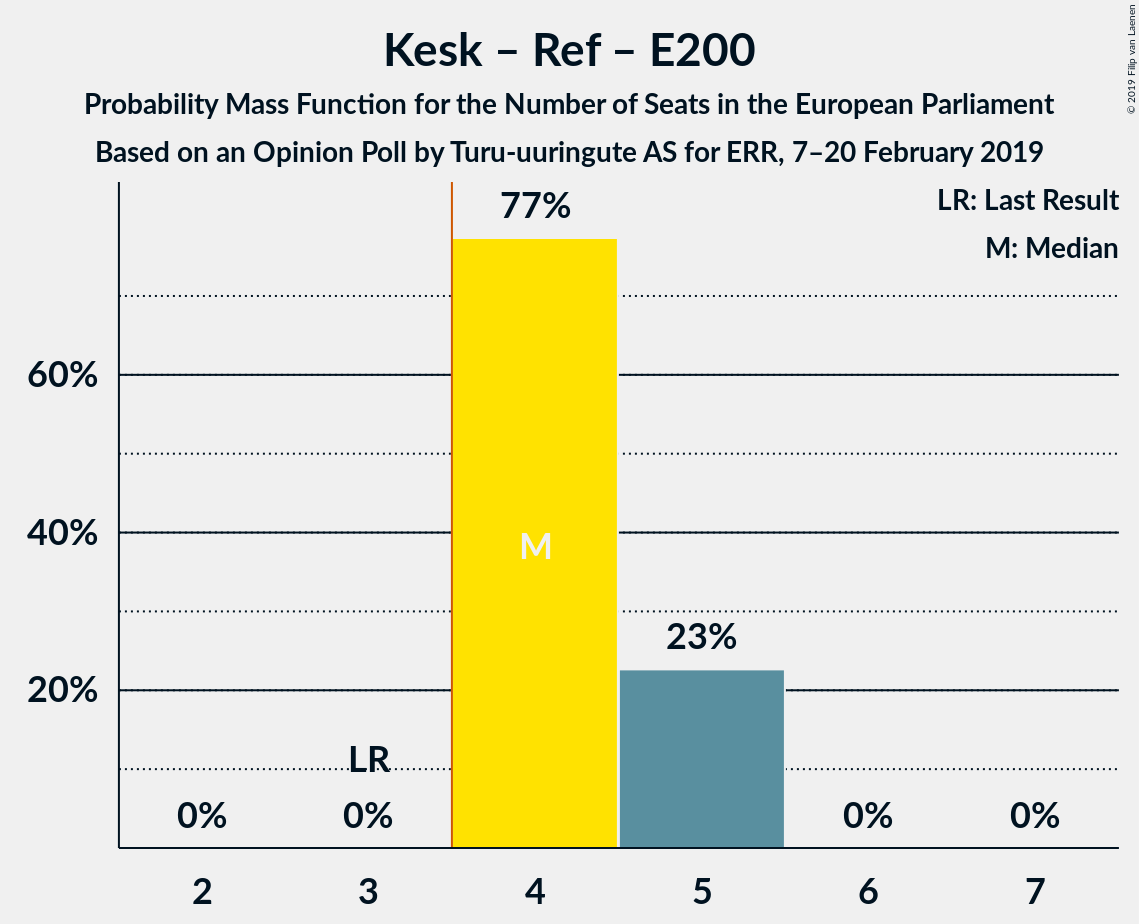 Kesk – Ref – E200
Probability Mass Function for the Number of Seats in the European Parliament
Based on an Opinion Poll by Turu-uuringute AS for ERR, 7–20 February 2019
© 2019 Filip van Laenen
LR: Last Result
M: Median
77%
60%
40%
M
23%
20%
LR
0%
0%
0%
0%
2
3
4
5
6
7